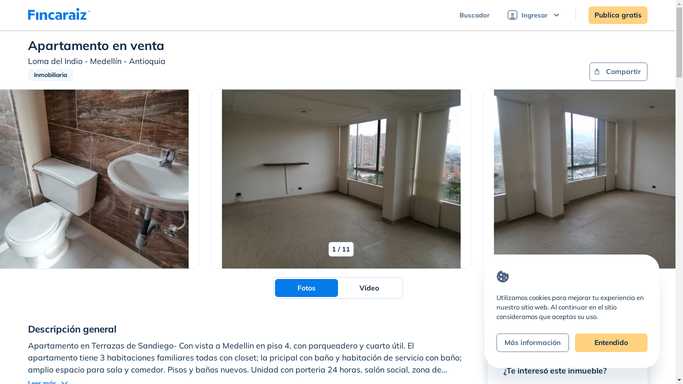 Fincaraiz
Buscador
Ingresar
Publica gratis
Apartamento en venta
Loma del Indio - Medellín - Antioquia
Inmobiliaria
Compartir
1 / 11
Fotos
Video
Utilizamos cookies para mejorar tu experiencia en
nuestro sitio web. Al continuar en el sitio
consideramos que aceptas su uso.
Más información
Entendido
Descripción general
Apartamento en Terrazas de Sandiego- Con vista a Medellin en piso 4, con parqueadero y cuarto útil. El
apartamento tiene 3 habitaciones familiares todas con closet; la pricipal con baño y habitación de servicio con baño;
amplio espacio para sala y comedor. Pisos y baños nuevos. Unidad con porteria 24 horas, salón social, zona de...
Leer más
¿Te interesó este inmueble?